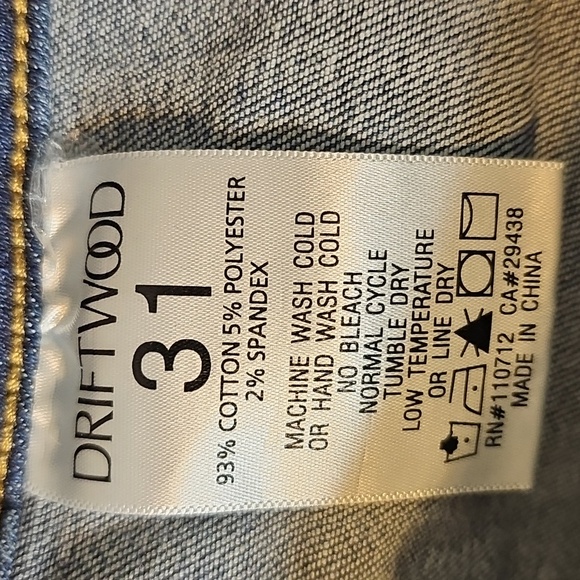 DRIFTWOOD
31
93% COTTON 5% POLYESTER
2% SPANDEX
MACHINE WASH COLD
OR HAND WASH COLD
NO BLEACH
NORMAL CYCLE
TUMBLE DRY
LOW TEMPERATURE
OR LINE DRY
RN#110712 CA#29438
MADE IN CHINA